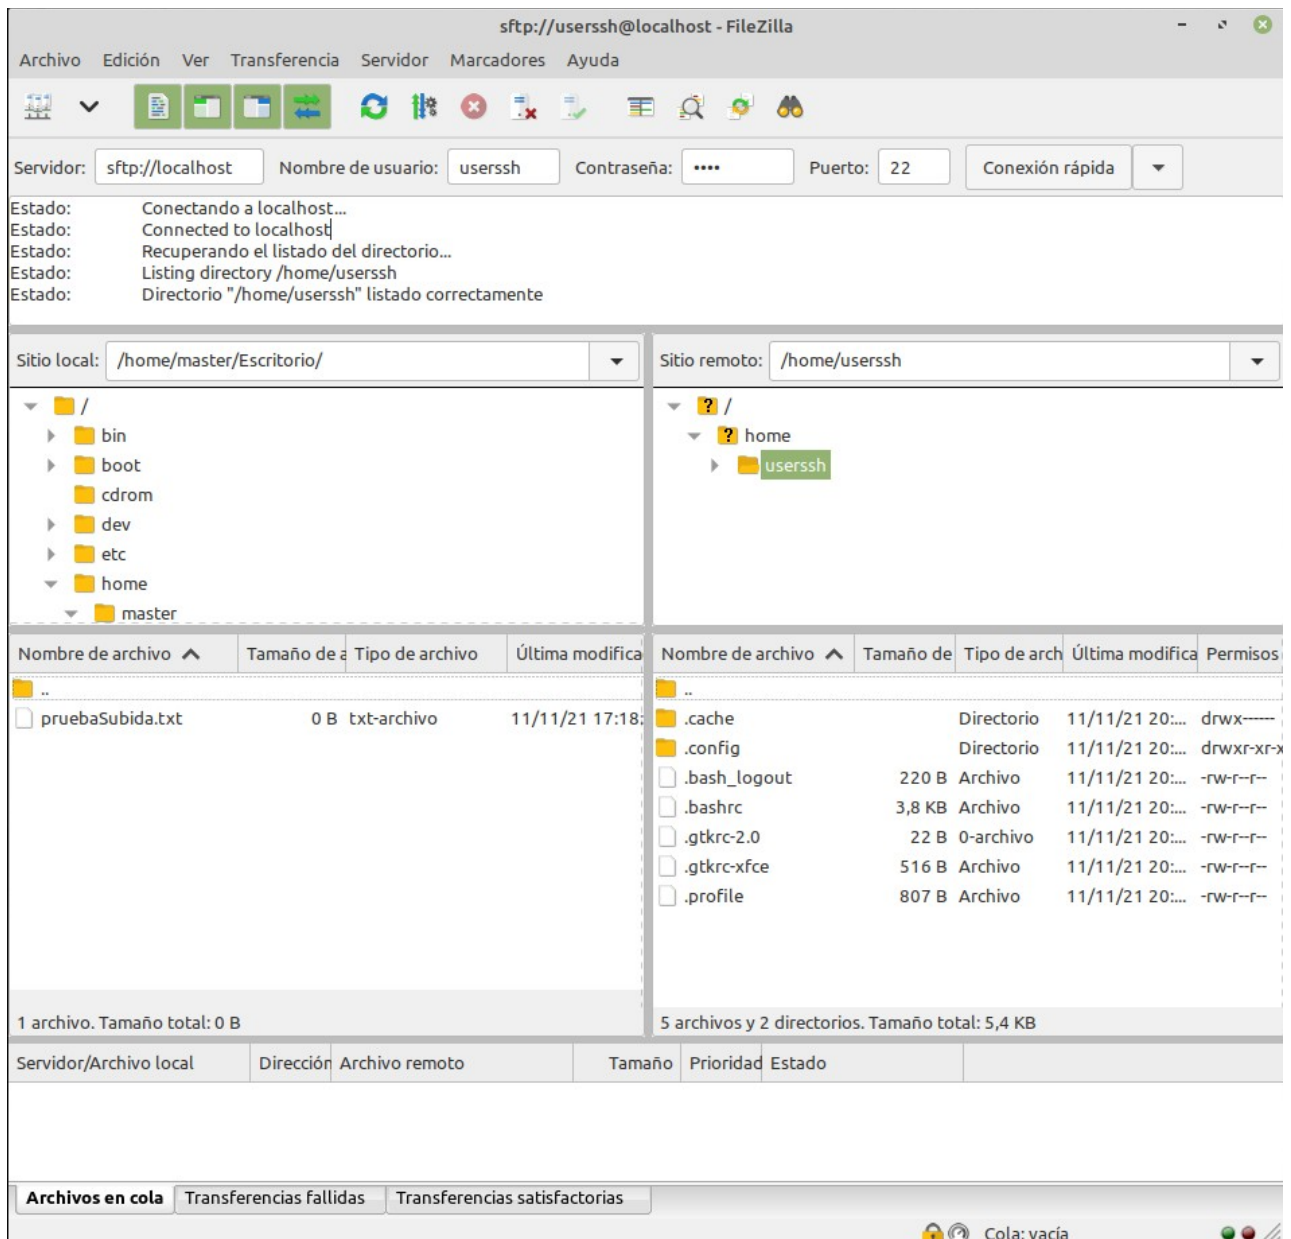 sftp://userssh@localhost - FileZilla
Archivo Edición Ver Transferencia Servidor Marcadores Ayuda
Servidor: sftp://localhost Nombre de usuario: userssh Contraseña: •••• Puerto: 22 Conexión rápida
Estado: Conectando a localhost...
Estado: Connected to localhost
Estado: Recuperando el listado del directorio...
Estado: Listing directory /home/userssh
Estado: Directorio "/home/userssh" listado correctamente
Sitio local: /home/master/Escritorio/
/
bin
boot
cdrom
dev
etc
home
master
Sitio remoto: /home/userssh
? /
? home
userssh
Nombre de archivo Tamaño de a Tipo de archivo Última modifica
..
pruebaSubida.txt 0 B txt-archivo 11/11/21 17:18:
1 archivo. Tamaño total: 0 B
Nombre de archivo Tamaño de Tipo de arch Última modifica Permisos
..
.cache Directorio 11/11/21 20:... drwx------
.config Directorio 11/11/21 20:... drwxr-xr-x
.bash_logout 220 B Archivo 11/11/21 20:... -rw-r--r--
.bashrc 3,8 KB Archivo 11/11/21 20:... -rw-r--r--
.gtkrc-2.0 22 B 0-archivo 11/11/21 20:... -rw-r--r--
.gtkrc-xfce 516 B Archivo 11/11/21 20:... -rw-r--r--
.profile 807 B Archivo 11/11/21 20:... -rw-r--r--
5 archivos y 2 directorios. Tamaño total: 5,4 KB
Servidor/Archivo local Dirección Archivo remoto Tamaño Prioridad Estado
Archivos en cola Transferencias fallidas Transferencias satisfactorias
Cola: vacía